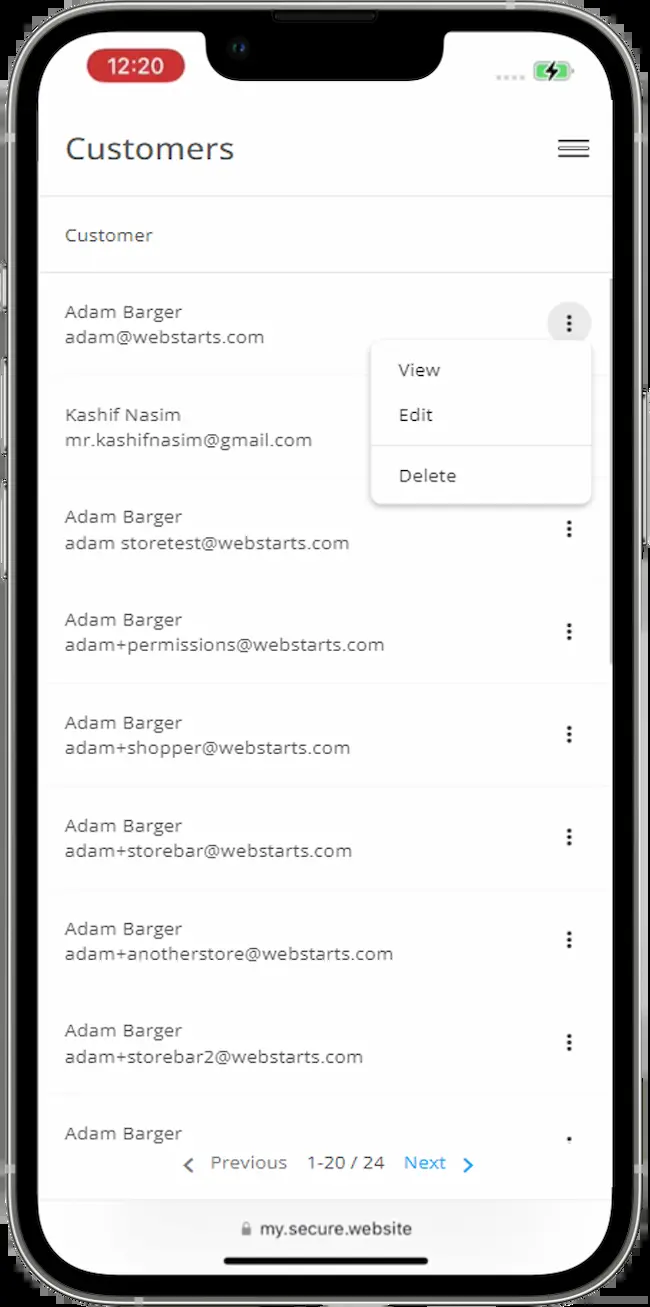 12:20
Customers
Customer
Adam Barger
adam@webstarts.com
View
Edit
Delete
Kashif Nasim
mr.kashifnasim@gmail.com
Adam Barger
adam storetest@webstarts.com
Adam Barger
adam+permissions@webstarts.com
Adam Barger
adam+shopper@webstarts.com
Adam Barger
adam+storebar@webstarts.com
Adam Barger
adam+anotherstore@webstarts.com
Adam Barger
adam+storebar2@webstarts.com
Adam Barger
Previous 1-20 / 24 Next
my.secure.website